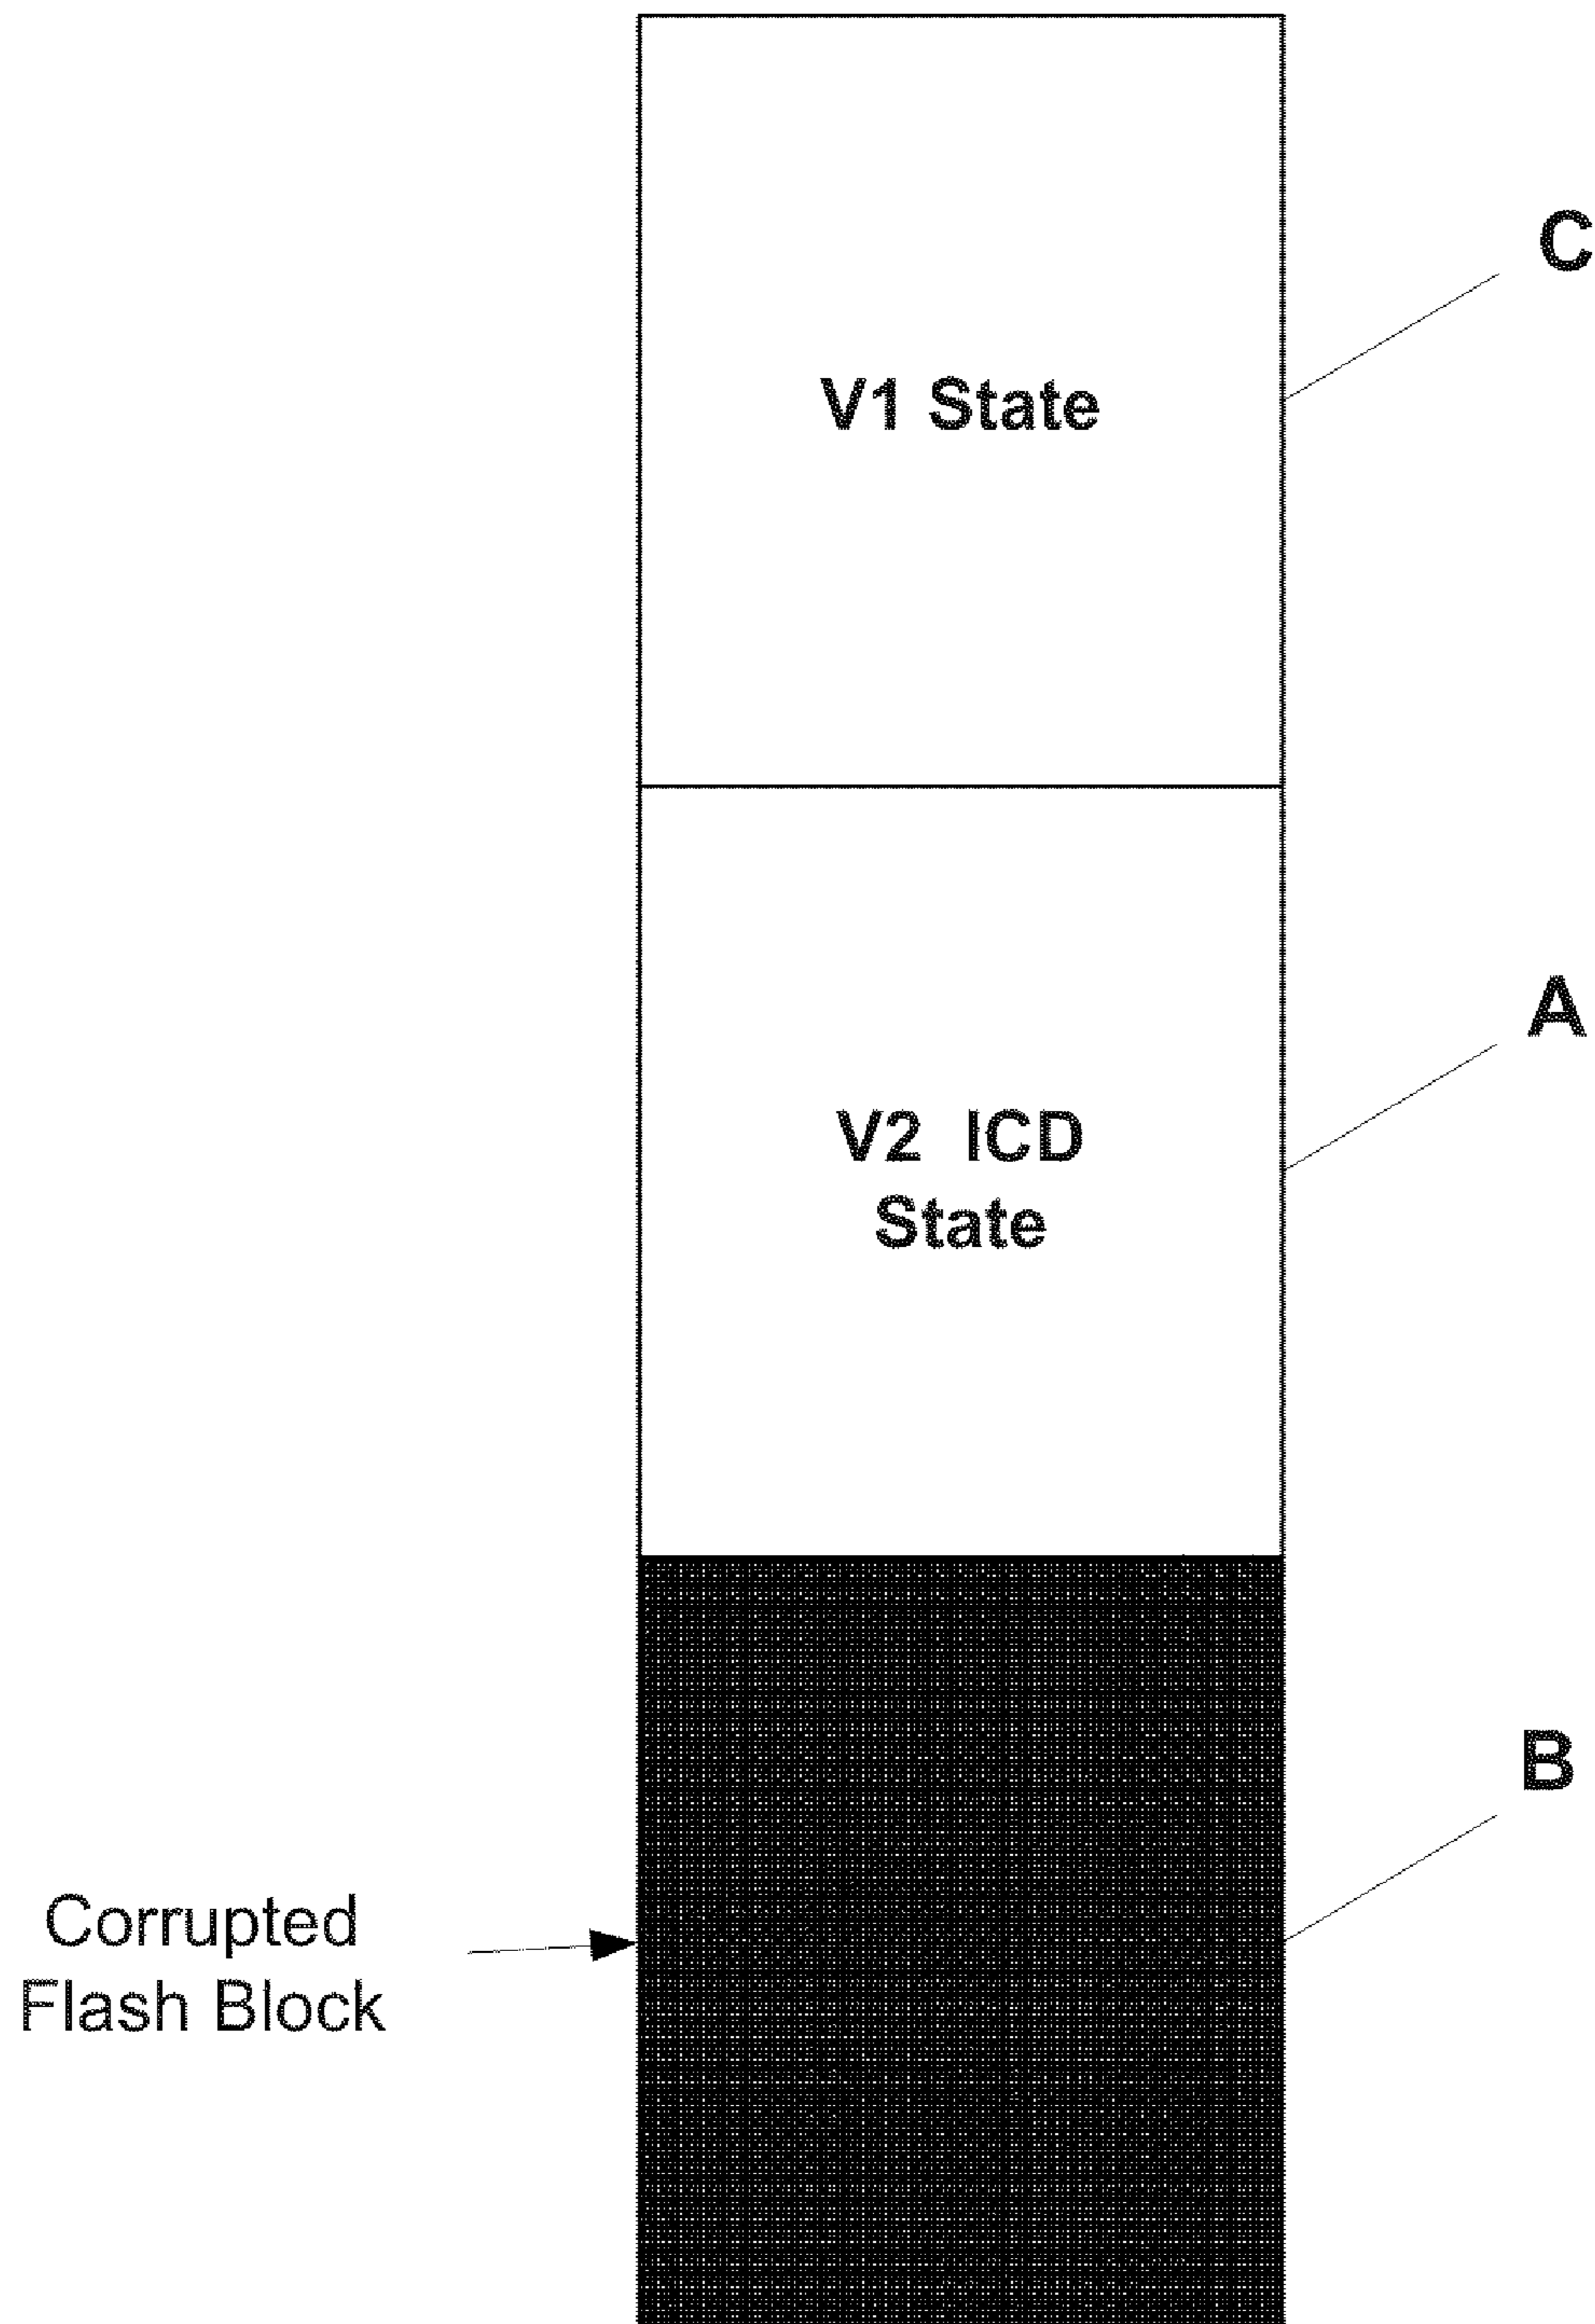 C
V1 State
A
V2 ICD
State
B
Corrupted
Flash Block